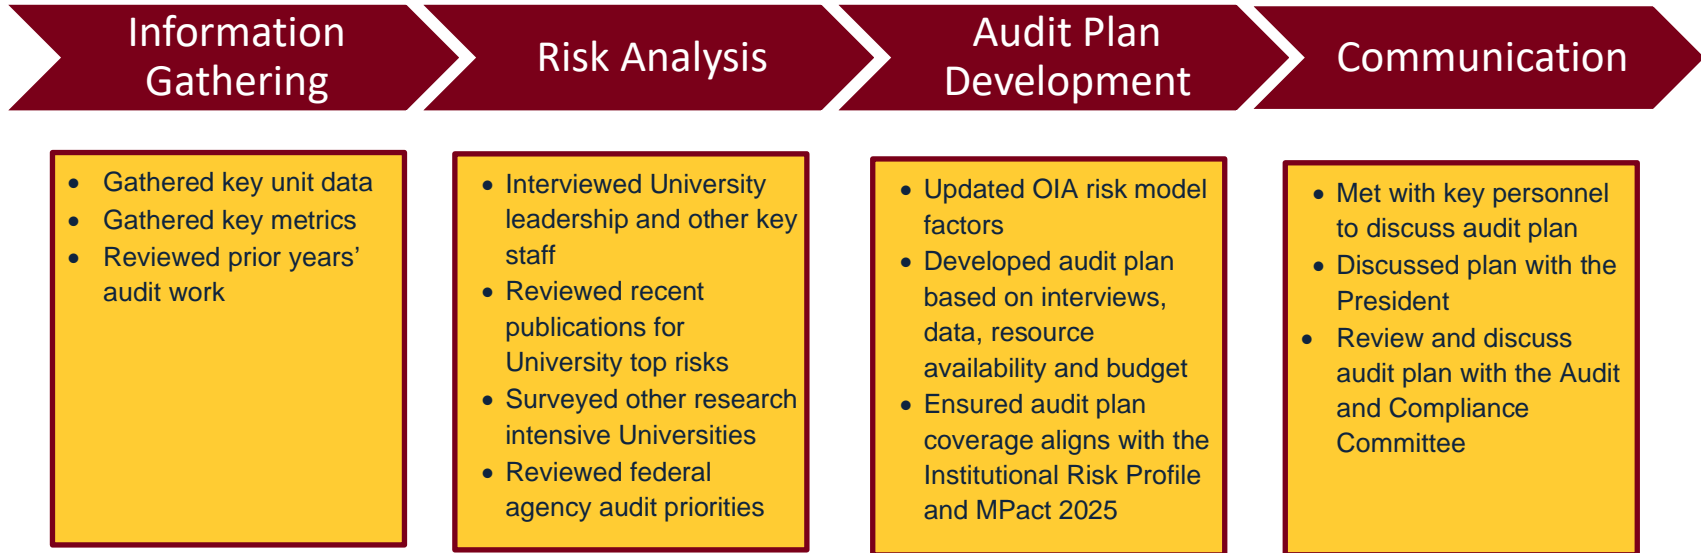 Information
Gathering
Risk Analysis
Audit Plan
Development
Communication
• Gathered key unit data
• Gathered key metrics
• Reviewed prior years’
audit work
• Interviewed University
leadership and other key
staff
• Reviewed recent
publications for
University top risks
• Surveyed other research
intensive Universities
• Reviewed federal
agency audit priorities
• Updated OIA risk model
factors
• Developed audit plan
based on interviews,
data, resource
availability and budget
• Ensured audit plan
coverage aligns with the
Institutional Risk Profile
and MPact 2025
• Met with key personnel
to discuss audit plan
• Discussed plan with the
President
• Review and discuss
audit plan with the Audit
and Compliance
Committee